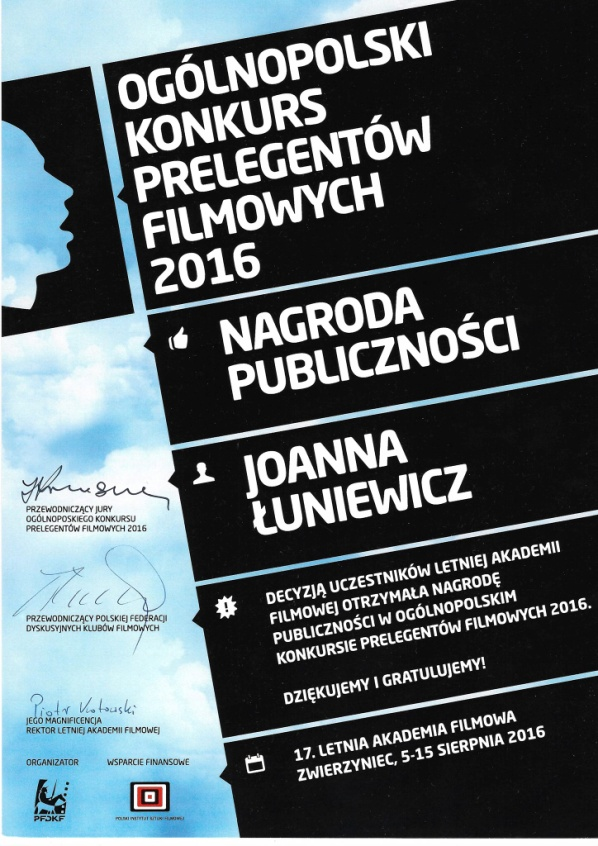 OGÓLNOPOLSKI
KONKURS
PRELEGENTÓW
FILMOWYCH
2016
NAGRODA
PUBLICZNOŚCI
JOANNA
ŁUNIEWICZ
DECYZJĄ UCZESTNIKÓW LETNIEJ AKADEMII
FILMOWEJ OTRZYMAŁA NAGRODĘ
PUBLICZNOŚCI W OGÓLNOPOLSKIM
KONKURSIE PRELEGENTÓW FILMOWYCH 2016.
DZIĘKUJEMY I GRATULUJEMY!
17. LETNIA AKADEMIA FILMOWA
ZWIERZYNIEC, 5-15 SIERPNIA 2016
PRZEWODNICZĄCY JURY
OGÓLNOPOSKIEGO KONKURSU
PRELEGENTÓW FILMOWYCH 2016
PRZEWODNICZĄCY POLSKIEJ FEDERACJI
DYSKUSYJNYCH KLUBÓW FILMOWYCH
Piotr Kotowski
JEGO MAGNIFICENCJA
REKTOR LETNIEJ AKADEMII FILMOWEJ
ORGANIZATOR
WSPARCIE FINANSOWE
PFDKF
POLSKI INSTYTUT SZTUKI FILMOWEJ